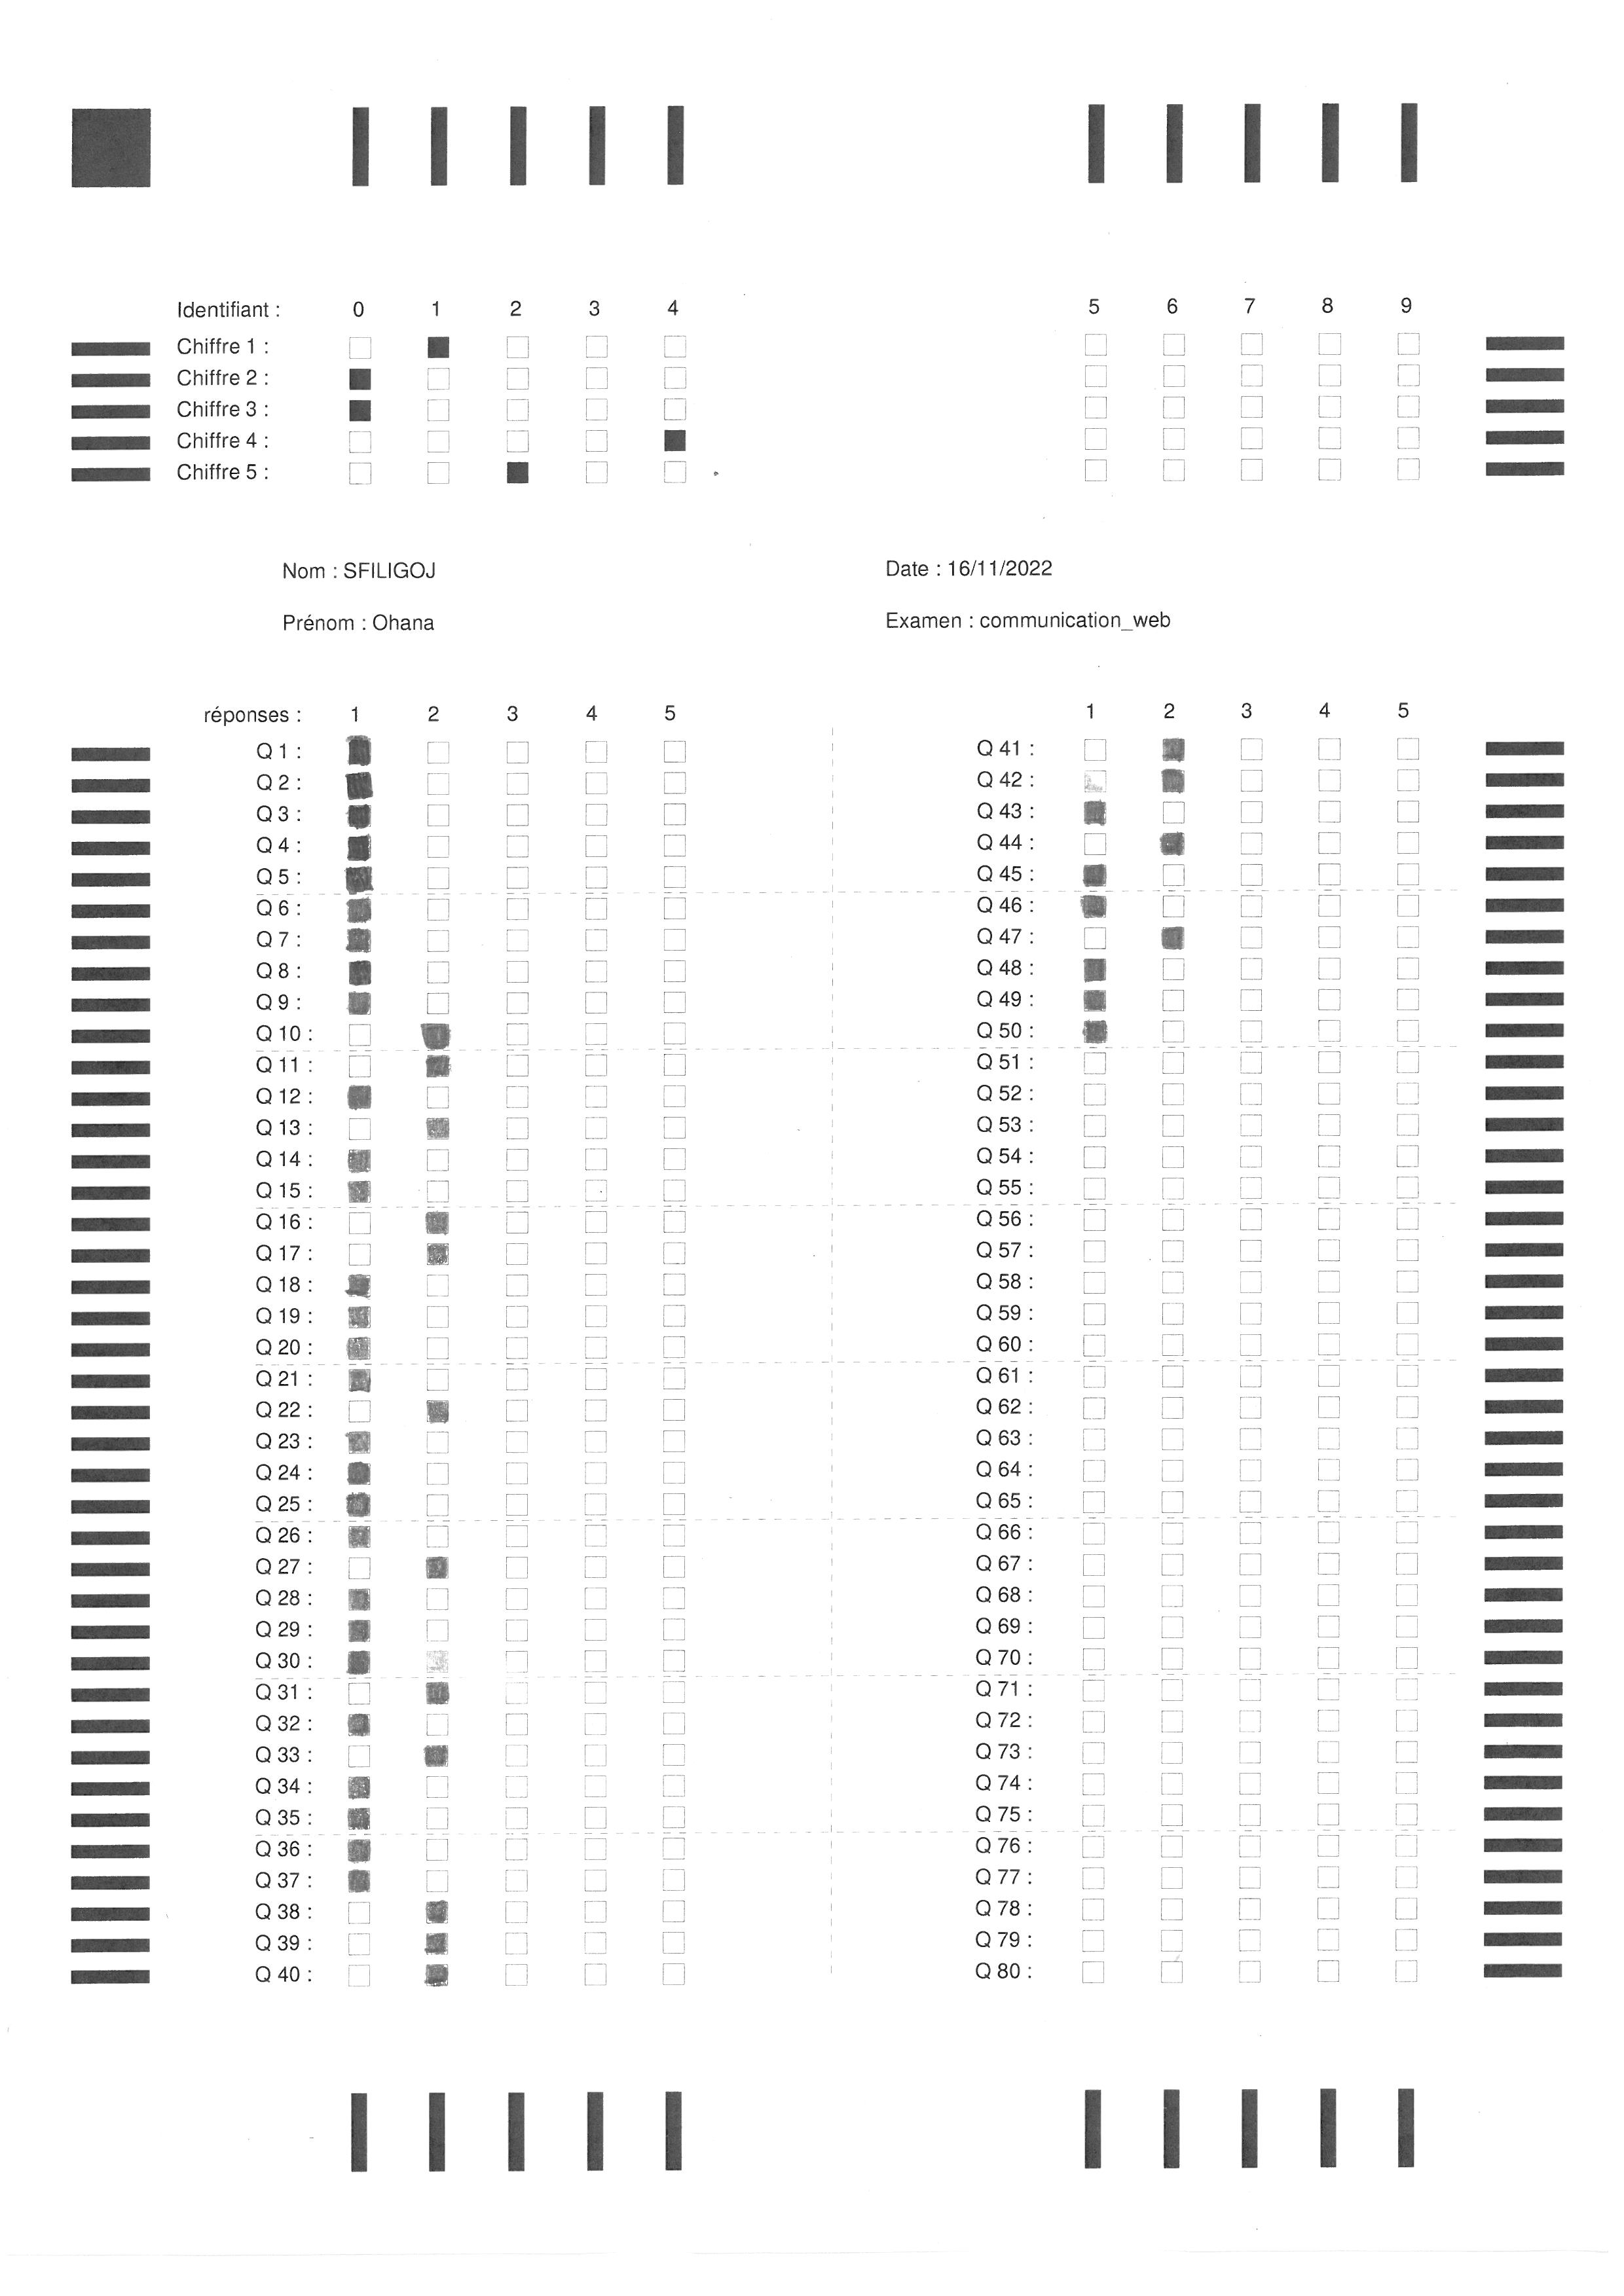 Identifiant : 0 1 2 3 4 5 6 7 8 9
Chiffre 1 :
Chiffre 2 :
Chiffre 3 :
Chiffre 4 :
Chiffre 5 :
Nom : SFILIGOJ Date : 16/11/2022
Prénom : Ohana Examen : communication_web
réponses : 1 2 3 4 5 1 2 3 4 5
Q 1 : Q 41 :
Q 2 : Q 42 :
Q 3 : Q 43 :
Q 4 : Q 44 :
Q 5 : Q 45 :
Q 6 : Q 46 :
Q 7 : Q 47 :
Q 8 : Q 48 :
Q 9 : Q 49 :
Q 10 : Q 50 :
Q 11 : Q 51 :
Q 12 : Q 52 :
Q 13 : Q 53 :
Q 14 : Q 54 :
Q 15 : Q 55 :
Q 16 : Q 56 :
Q 17 : Q 57 :
Q 18 : Q 58 :
Q 19 : Q 59 :
Q 20 : Q 60 :
Q 21 : Q 61 :
Q 22 : Q 62 :
Q 23 : Q 63 :
Q 24 : Q 64 :
Q 25 : Q 65 :
Q 26 : Q 66 :
Q 27 : Q 67 :
Q 28 : Q 68 :
Q 29 : Q 69 :
Q 30 : Q 70 :
Q 31 : Q 71 :
Q 32 : Q 72 :
Q 33 : Q 73 :
Q 34 : Q 74 :
Q 35 : Q 75 :
Q 36 : Q 76 :
Q 37 : Q 77 :
Q 38 : Q 78 :
Q 39 : Q 79 :
Q 40 : Q 80 :